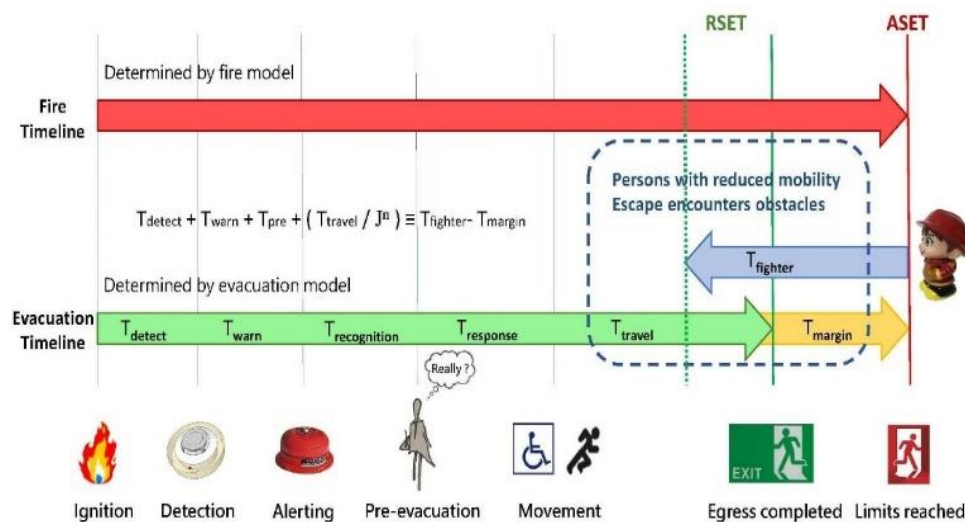 RSET
ASET
Determined by fire model
Fire
Timeline
Persons with reduced mobility
Escape encounters obstacles
Tdetect + Twarn + Tpre + ( Ttravel / Jⁿ ) ≡ Tfighter- Tmargin
Tfighter
Determined by evacuation model
Evacuation
Timeline
Tdetect
Twarn
Trecognition
Tresponse
Ttravel
Tmargin
Really ?
EXIT
Ignition
Detection
Alerting
Pre-evacuation
Movement
Egress completed
Limits reached